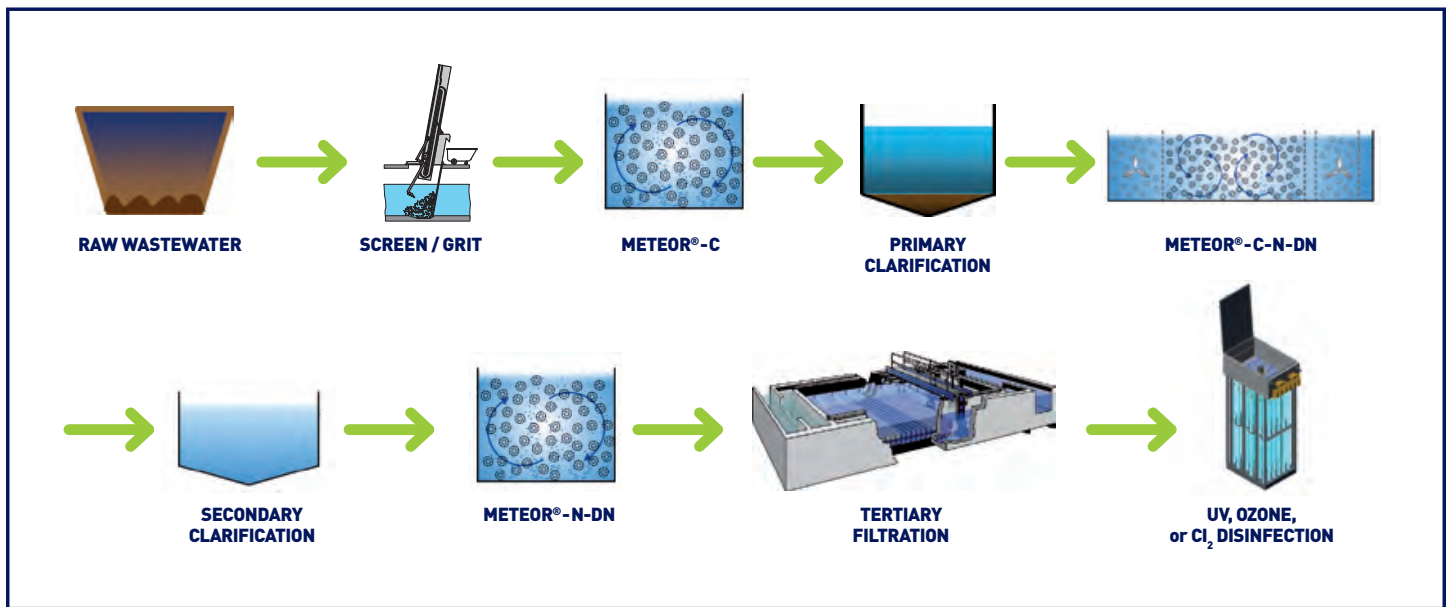 RAW WASTEWATER
SCREEN / GRIT
METEOR®-C
PRIMARY
CLARIFICATION
METEOR®-C-N-DN
SECONDARY
CLARIFICATION
METEOR®-N-DN
TERTIARY
FILTRATION
UV, OZONE,
or Cl₂ DISINFECTION